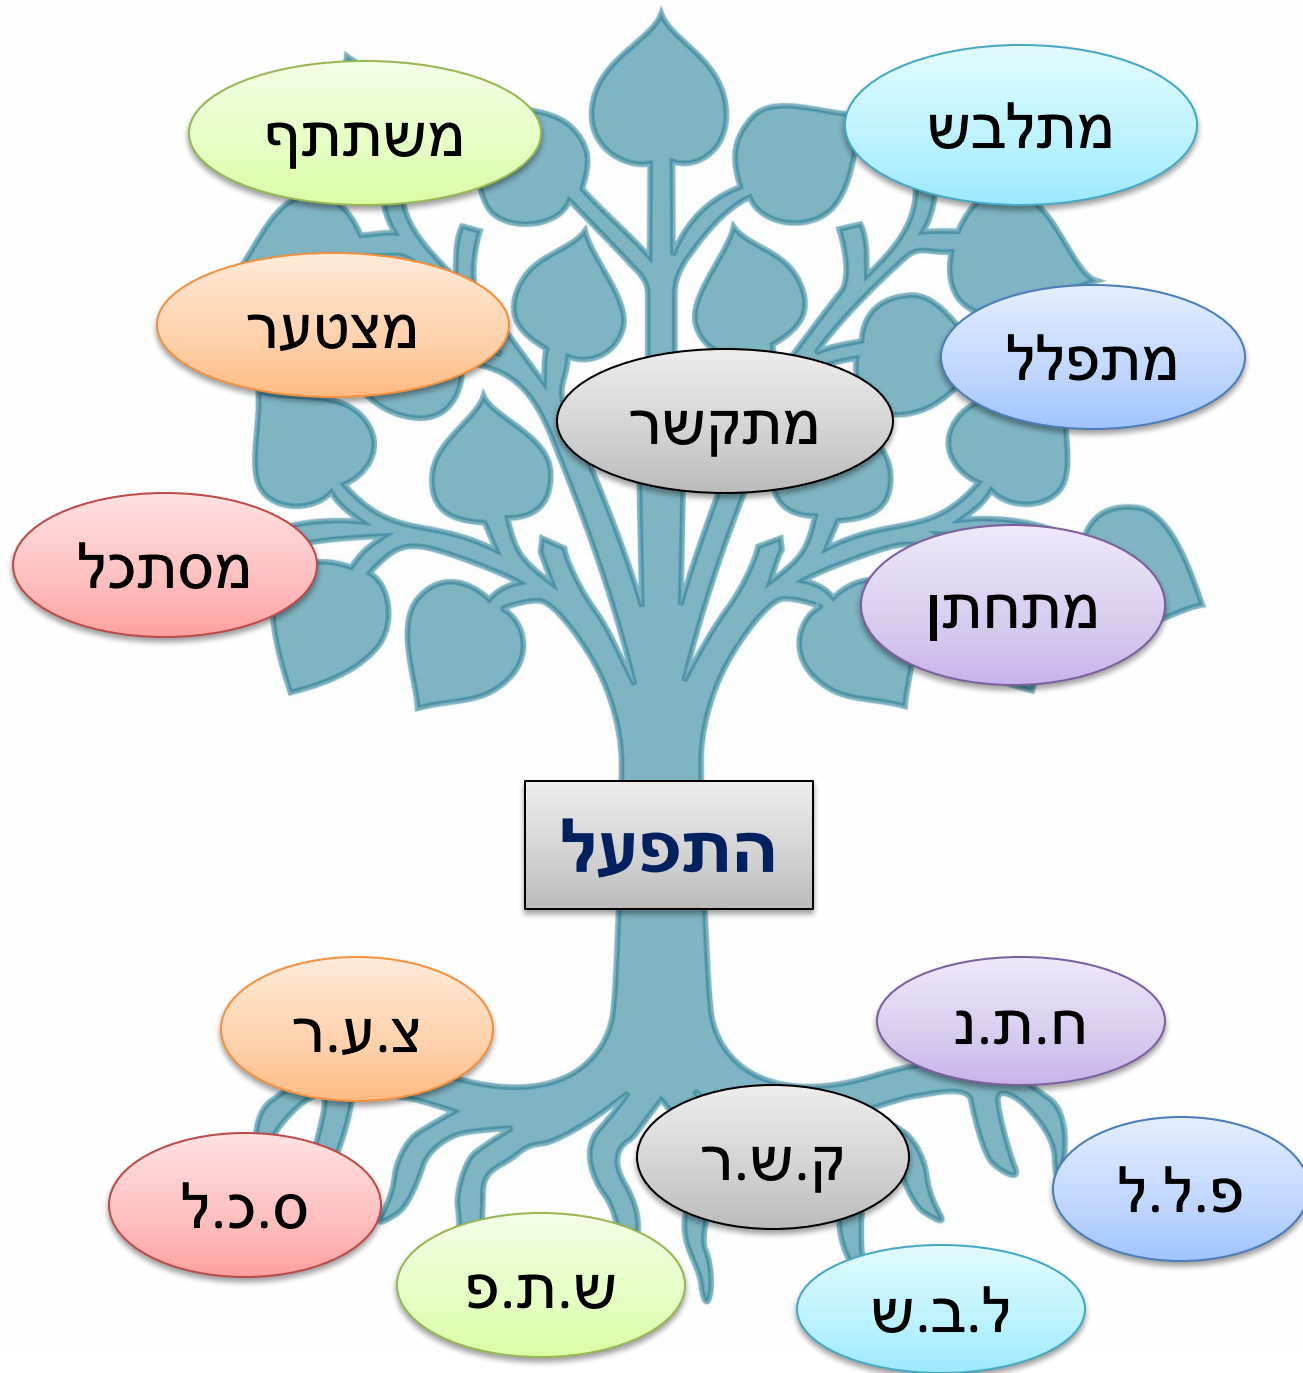 מתלבש
משתתף
מתפלל
מצטער
מתקשר
מתחתן
מסתכל
התפעל
ח.ת.נ
צ.ע.ר
פ.ל.ל
ק.ש.ר
ס.כ.ל
ל.ב.ש
ש.ת.פ